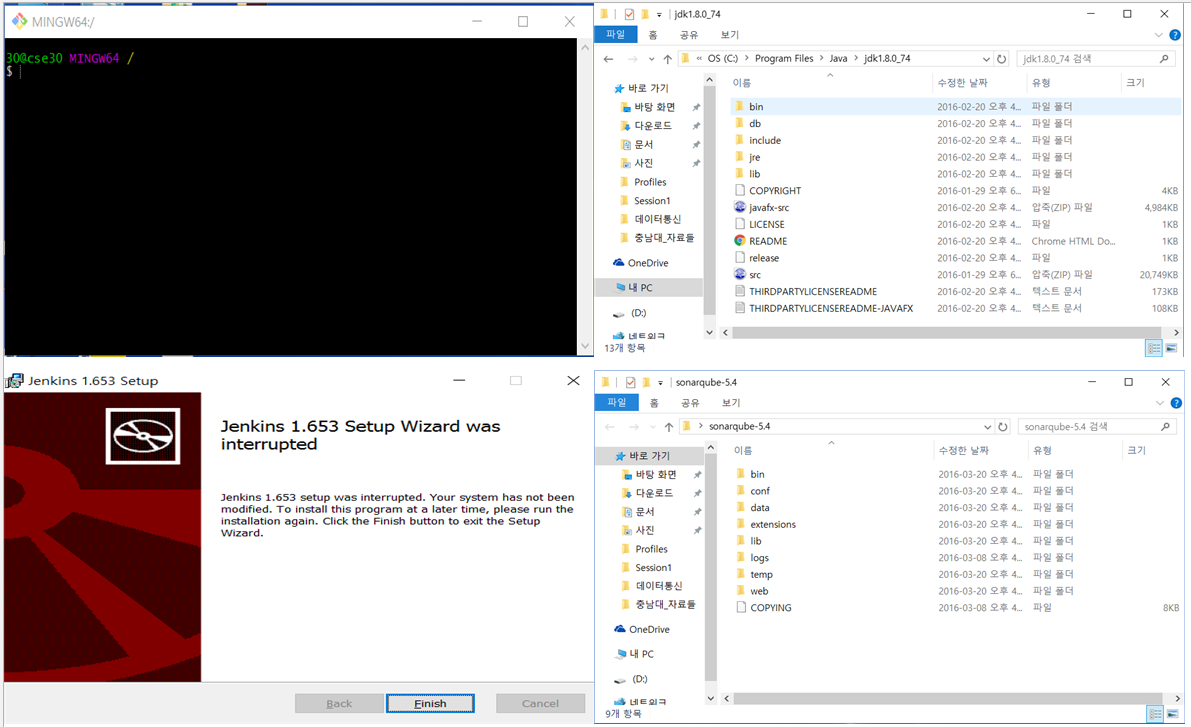 MINGW64:/
30@cse30 MINGW64 /
$
jdk1.8.0_74
파일 홈 공유 보기
« OS (C:) > Program Files > Java > jdk1.8.0_74
jdk1.8.0_74 검색
바로 가기
바탕 화면
다운로드
문서
사진
Profiles
Session1
데이터통신
충남대_자료들
OneDrive
내 PC
(D:)
네트워크
이름 수정한 날짜 유형 크기
bin 2016-02-20 오후 4... 파일 폴더
db 2016-02-20 오후 4... 파일 폴더
include 2016-02-20 오후 4... 파일 폴더
jre 2016-02-20 오후 4... 파일 폴더
lib 2016-02-20 오후 4... 파일 폴더
COPYRIGHT 2016-01-29 오후 6... 파일 4KB
javafx-src 2016-02-20 오후 4... 압축(ZIP) 파일 4,984KB
LICENSE 2016-02-20 오후 4... 파일 1KB
README 2016-02-20 오후 4... Chrome HTML Do... 1KB
release 2016-02-20 오후 4... 파일 1KB
src 2016-01-29 오후 6... 압축(ZIP) 파일 20,749KB
THIRDPARTYLICENSEREADME 2016-02-20 오후 4... 텍스트 문서 173KB
THIRDPARTYLICENSEREADME-JAVAFX 2016-02-20 오후 4... 텍스트 문서 108KB
13개 항목
Jenkins 1.653 Setup
Jenkins 1.653 Setup Wizard was
interrupted
Jenkins 1.653 setup was interrupted. Your system has not been
modified. To install this program at a later time, please run the
installation again. Click the Finish button to exit the Setup
Wizard.
Back Finish Cancel
sonarqube-5.4
파일 홈 공유 보기
> sonarqube-5.4
sonarqube-5.4 검색
바로 가기
바탕 화면
다운로드
문서
사진
Profiles
Session1
데이터통신
충남대_자료들
OneDrive
내 PC
(D:)
네트워크
이름 수정한 날짜 유형 크기
bin 2016-03-20 오후 4... 파일 폴더
conf 2016-03-20 오후 4... 파일 폴더
data 2016-03-20 오후 4... 파일 폴더
extensions 2016-03-20 오후 4... 파일 폴더
lib 2016-03-20 오후 4... 파일 폴더
logs 2016-03-08 오후 4... 파일 폴더
temp 2016-03-20 오후 4... 파일 폴더
web 2016-03-20 오후 4... 파일 폴더
COPYING 2016-03-08 오후 4... 파일 8KB
9개 항목